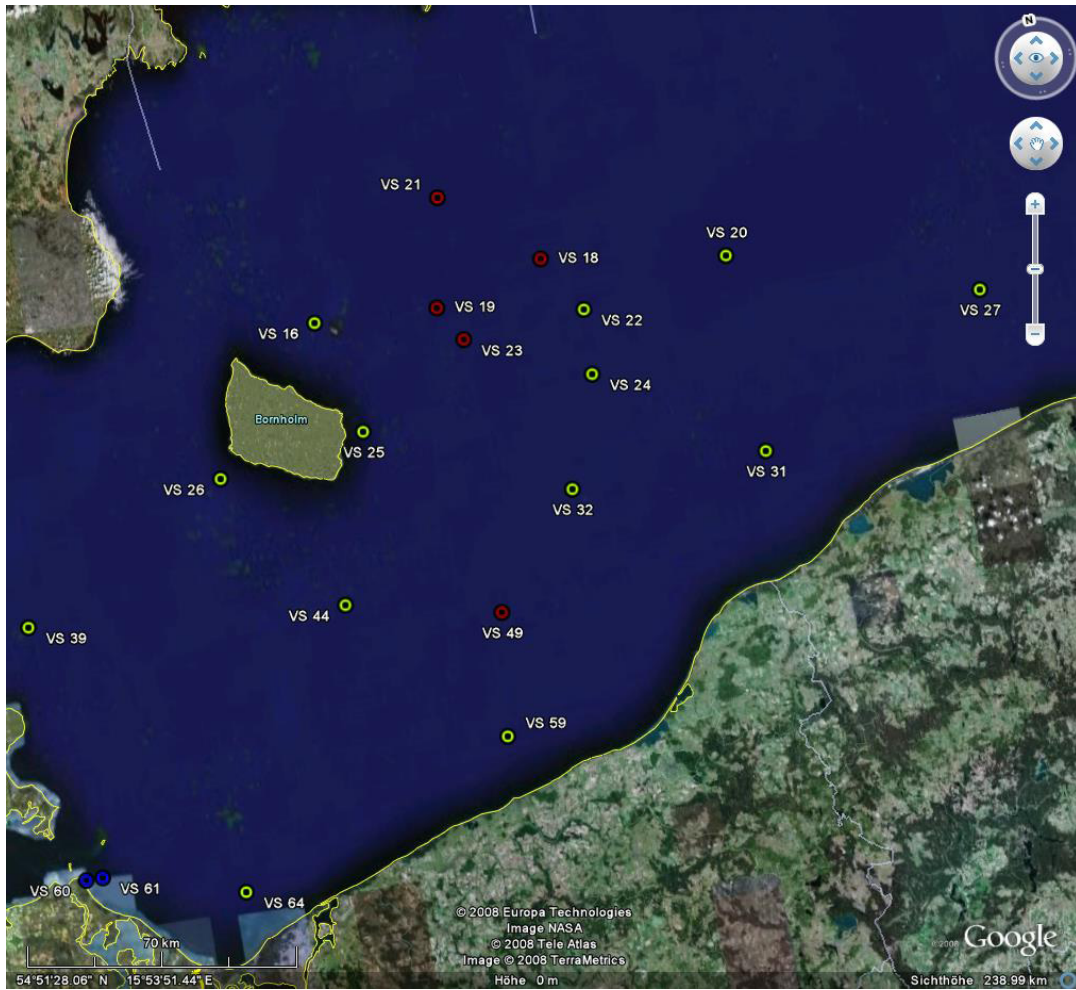 N
VS 21
VS 20
VS 18
VS 27
VS 19
VS 22
VS 16
VS 23
VS 24
Bornholm
VS 25
VS 31
VS 26
VS 32
VS 44
VS 39
VS 49
VS 59
VS 60
VS 61
VS 64
© 2008 Europa Technologies
Image NASA
© 2008 Tele Atlas
Image © 2008 TerraMetrics
© 2008 Google
70 km
54°51'28.06" N 15°53'51.44" E Höhe 0 m Sichthöhe 238.99 km